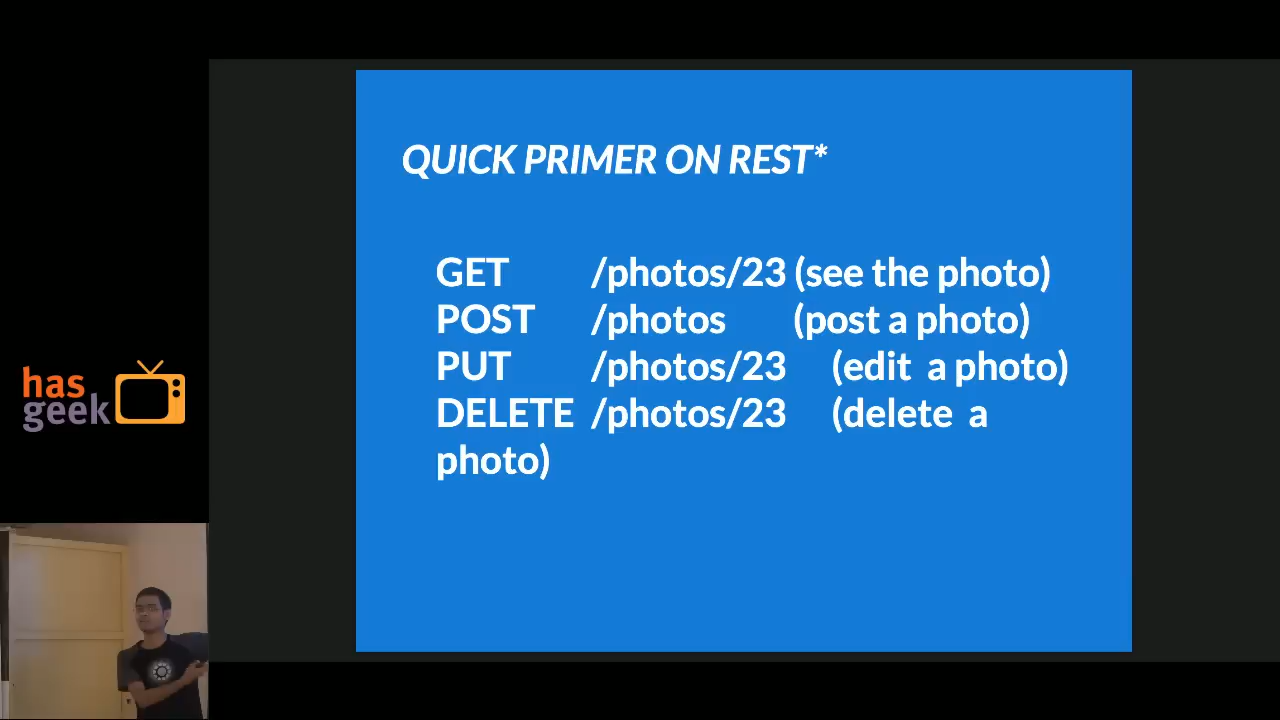 QUICK PRIMER ON REST*
GET /photos/23 (see the photo)
POST /photos (post a photo)
PUT /photos/23 (edit a photo)
DELETE /photos/23 (delete a
photo)
has
geek